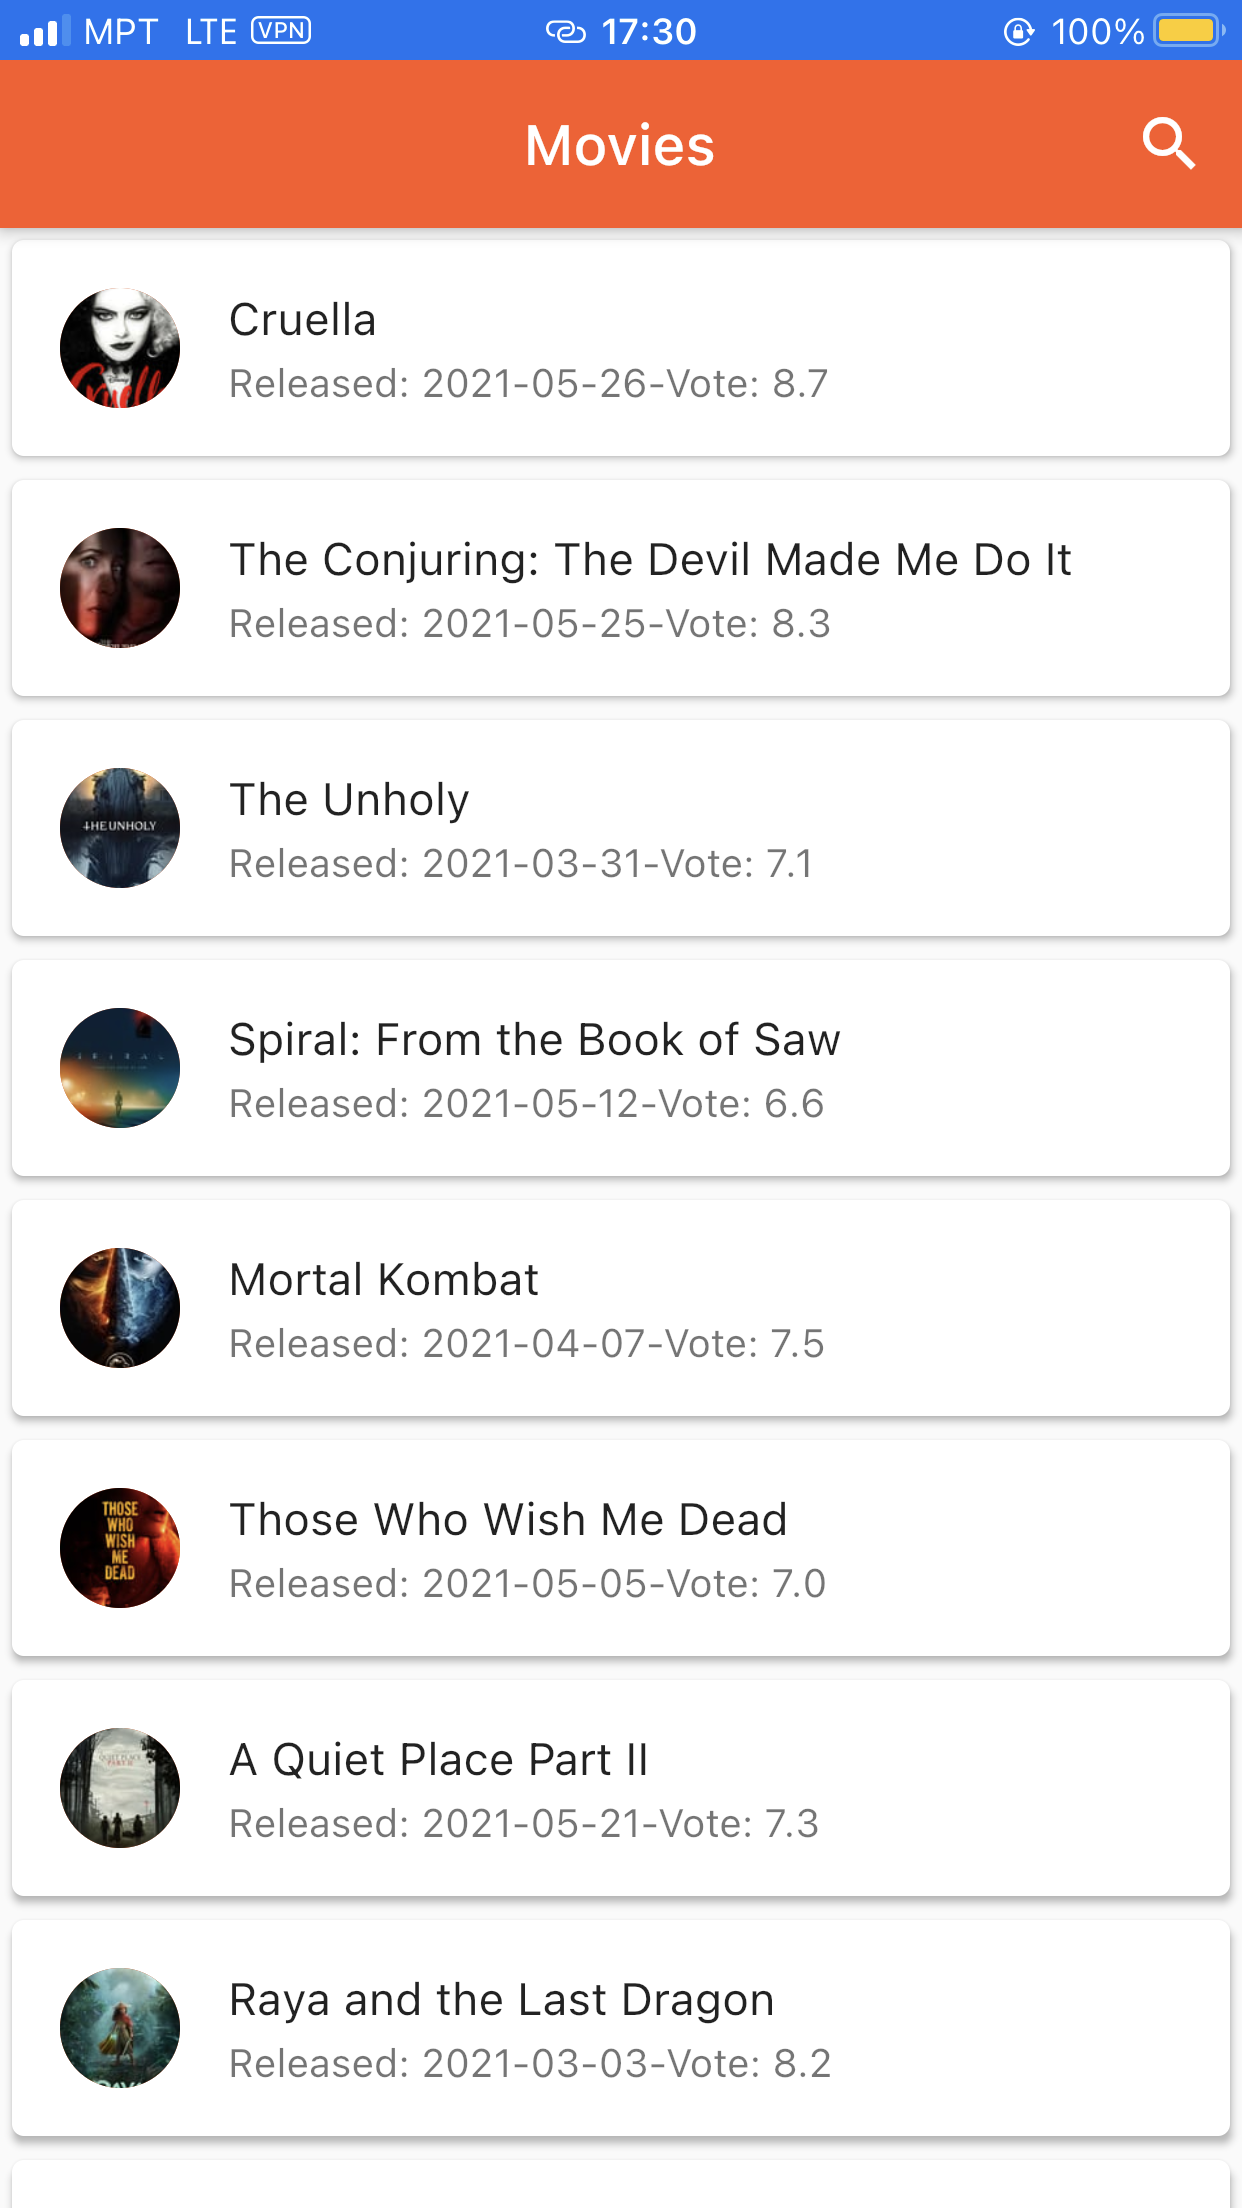 MPT LTE VPN 17:30 100%
Movies
Cruella
Released: 2021-05-26-Vote: 8.7
The Conjuring: The Devil Made Me Do It
Released: 2021-05-25-Vote: 8.3
THE UNHOLY
The Unholy
Released: 2021-03-31-Vote: 7.1
Spiral: From the Book of Saw
Released: 2021-05-12-Vote: 6.6
Mortal Kombat
Released: 2021-04-07-Vote: 7.5
THOSE
WHO
WISH
ME
DEAD
Those Who Wish Me Dead
Released: 2021-05-05-Vote: 7.0
A Quiet Place Part II
Released: 2021-05-21-Vote: 7.3
Raya and the Last Dragon
Released: 2021-03-03-Vote: 8.2